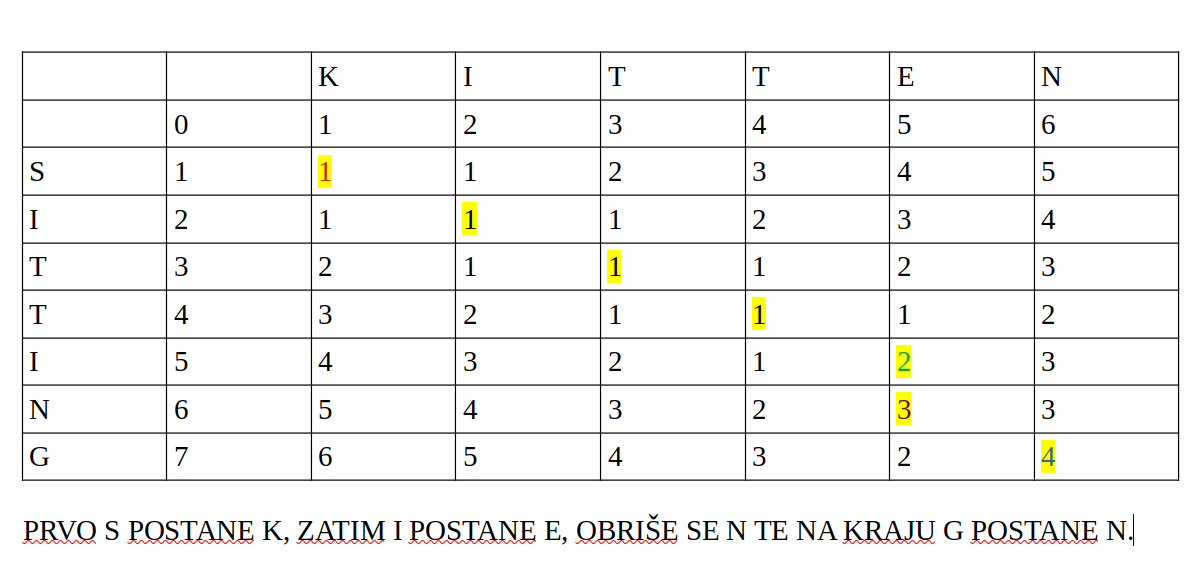 K I T T E N
0 1 2 3 4 5 6
S 1 1 1 2 3 4 5
I 2 1 1 1 2 3 4
T 3 2 1 1 1 2 3
T 4 3 2 1 1 1 2
I 5 4 3 2 1 2 3
N 6 5 4 3 2 3 3
G 7 6 5 4 3 2 4
PRVO S POSTANE K, ZATIM I POSTANE E, OBRIŠE SE N TE NA KRAJU G POSTANE N.